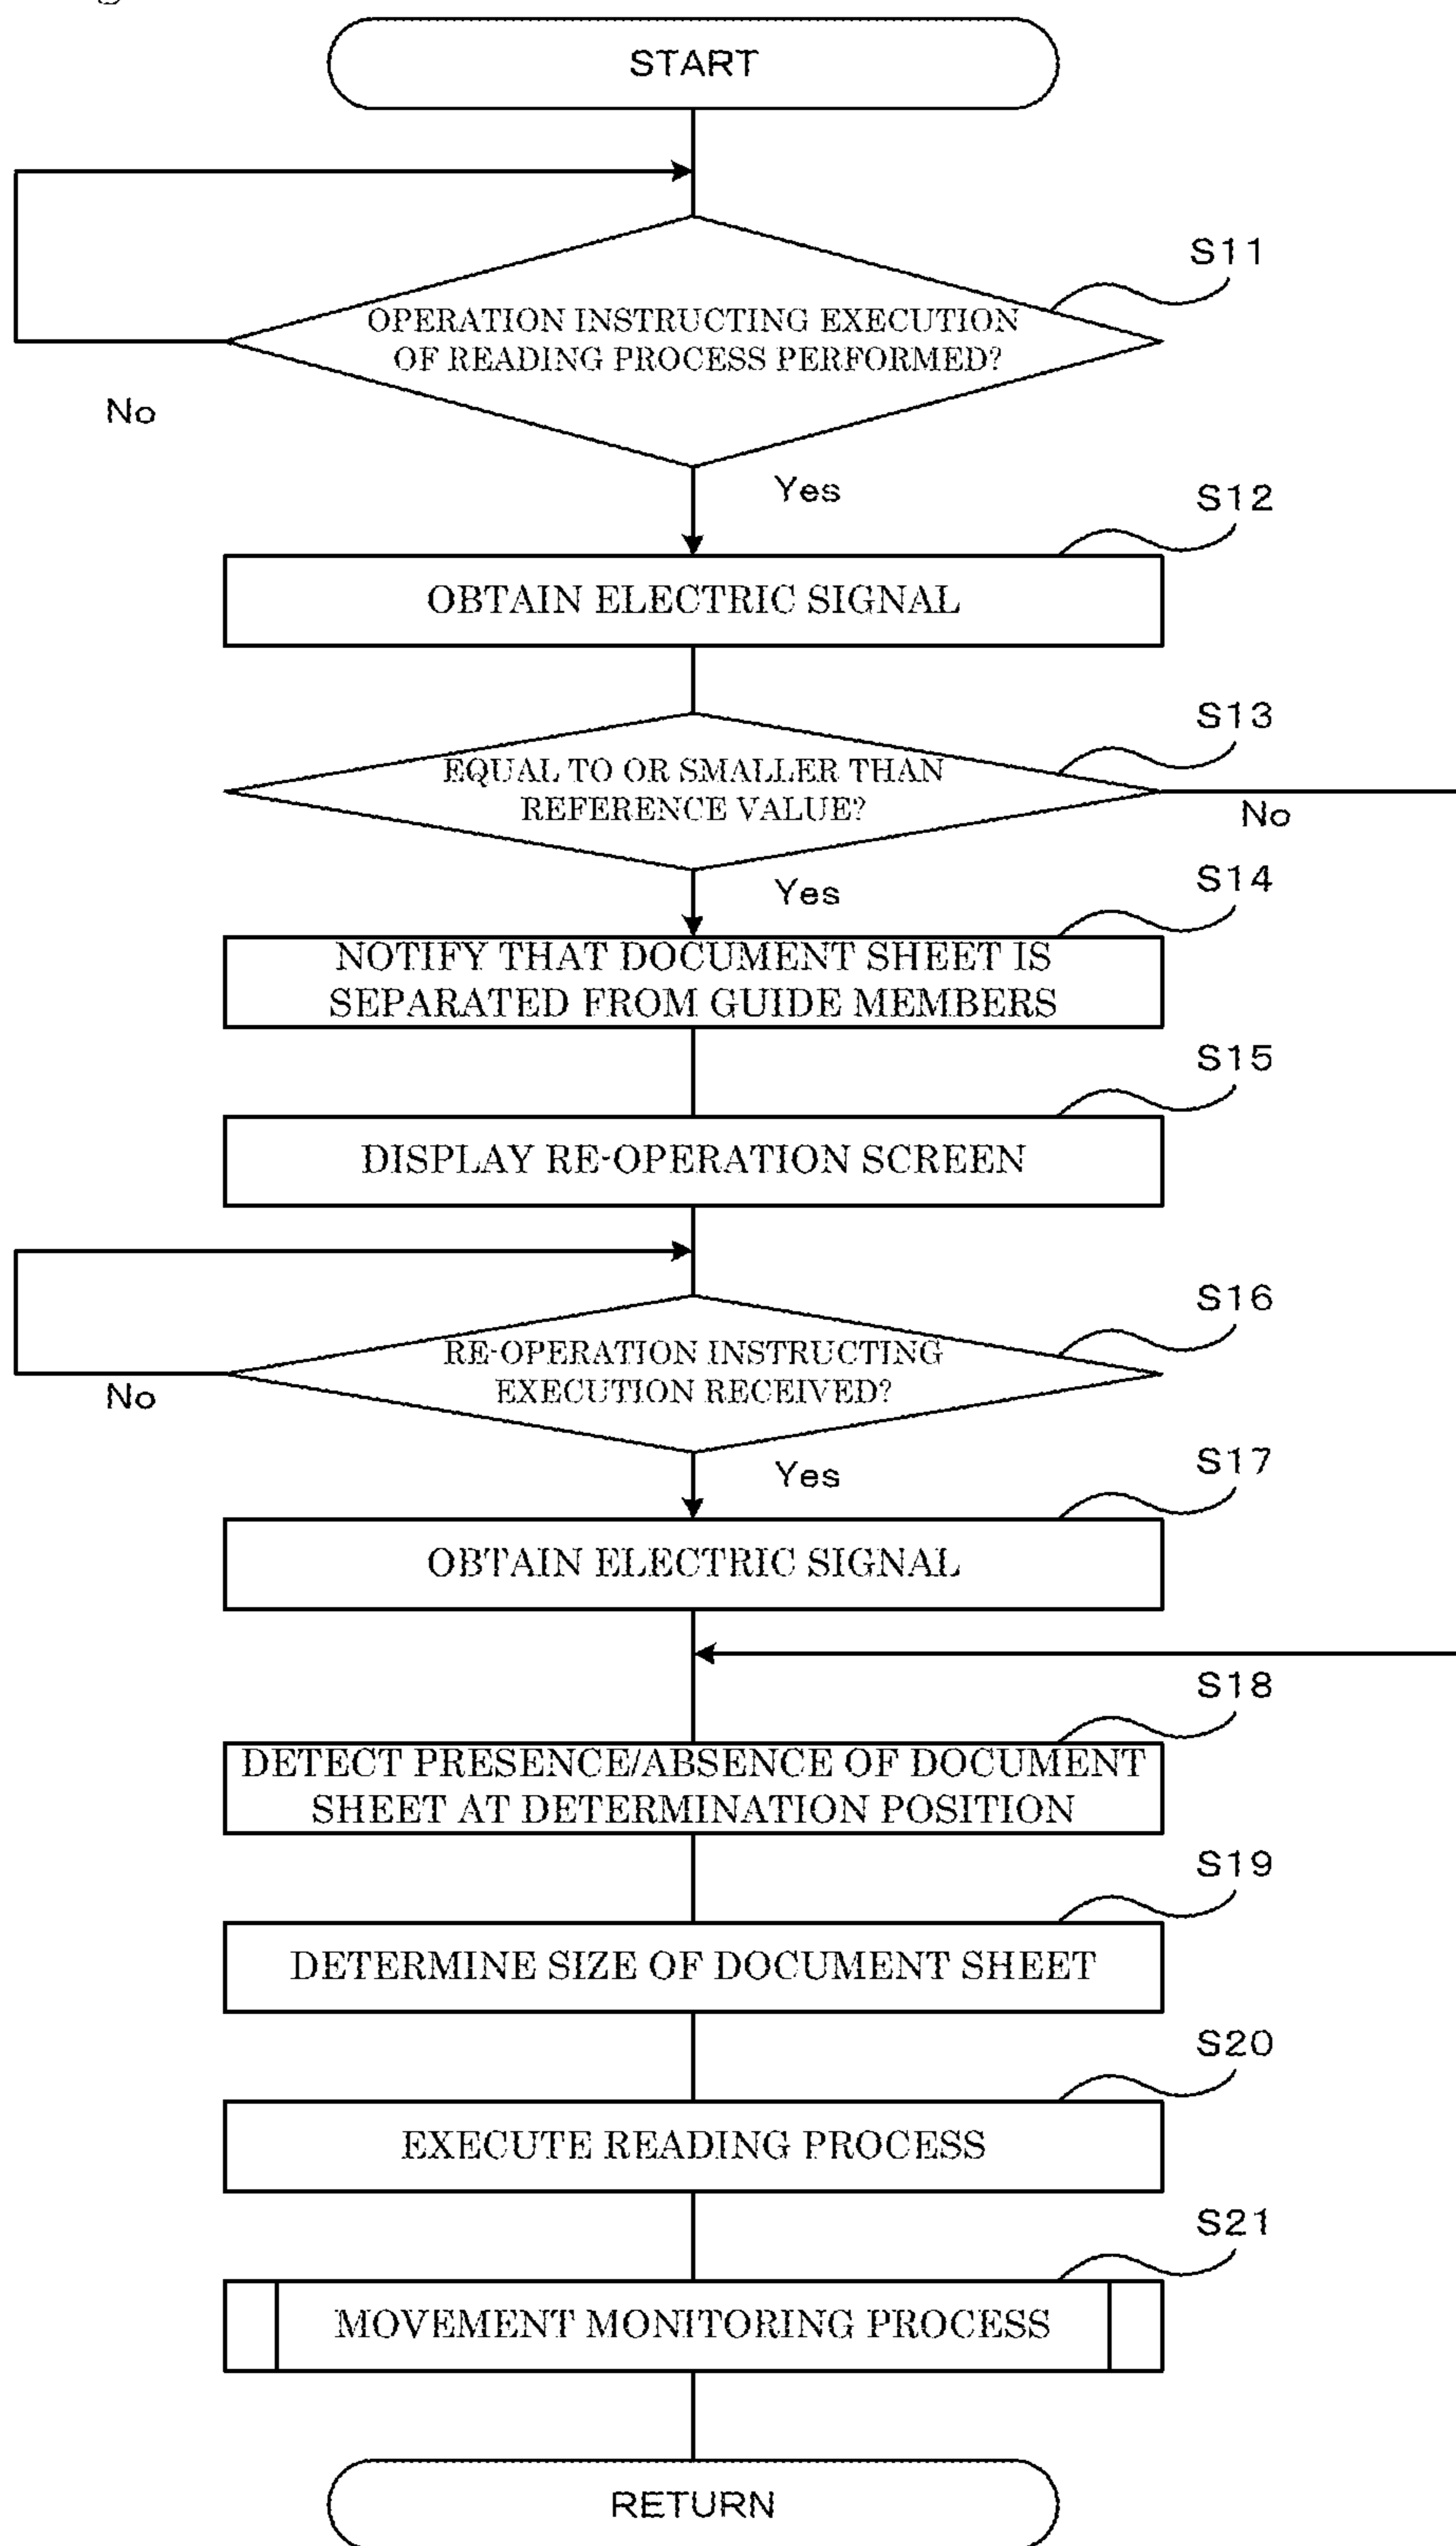 START
S11
OPERATION INSTRUCTING EXECUTION
OF READING PROCESS PERFORMED?
No
Yes
S12
OBTAIN ELECTRIC SIGNAL
S13
EQUAL TO OR SMALLER THAN
REFERENCE VALUE?
No
Yes
S14
NOTIFY THAT DOCUMENT SHEET IS
SEPARATED FROM GUIDE MEMBERS
S15
DISPLAY RE-OPERATION SCREEN
S16
RE-OPERATION INSTRUCTING
EXECUTION RECEIVED?
No
Yes
S17
OBTAIN ELECTRIC SIGNAL
S18
DETECT PRESENCE/ABSENCE OF DOCUMENT
SHEET AT DETERMINATION POSITION
S19
DETERMINE SIZE OF DOCUMENT SHEET
S20
EXECUTE READING PROCESS
S21
MOVEMENT MONITORING PROCESS
RETURN